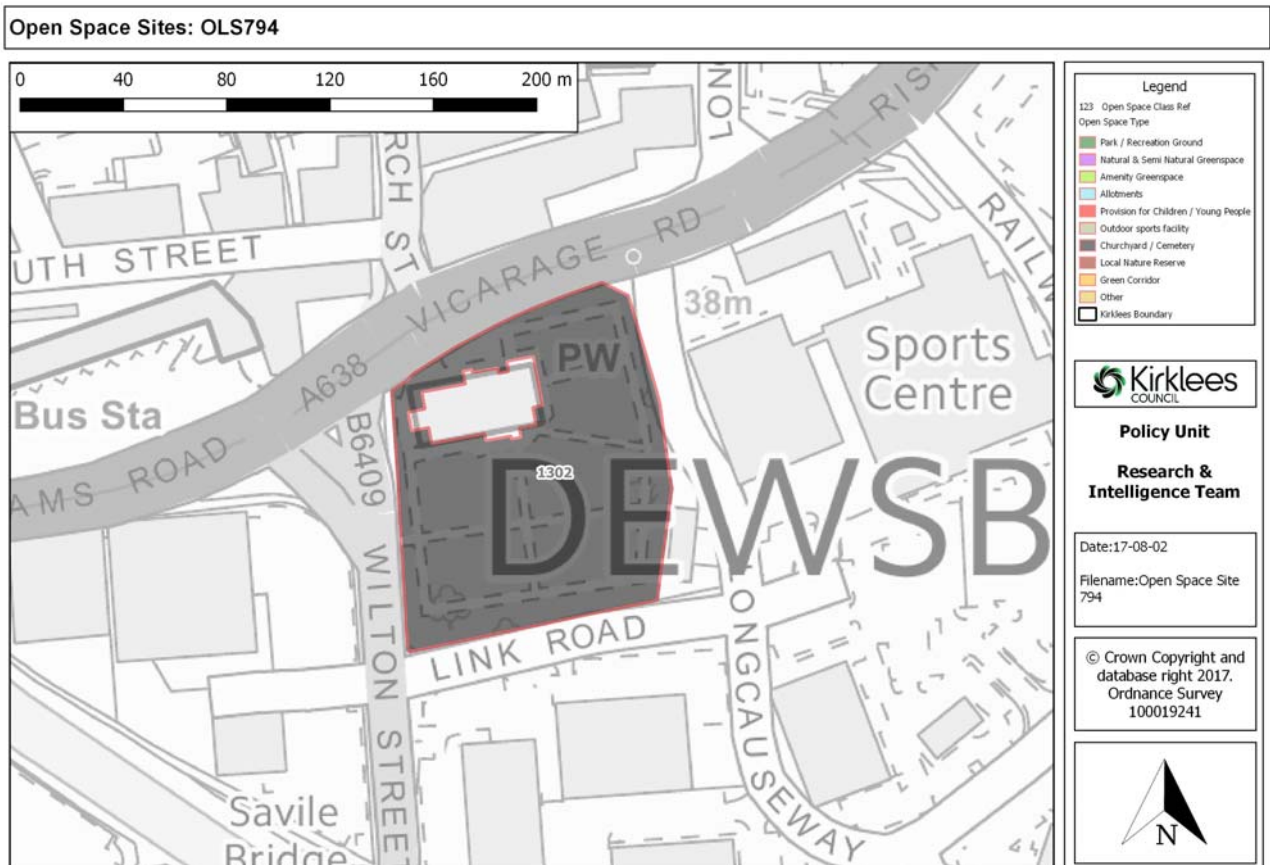 Open Space Sites: OLS794
0 40 80 120 160 200 m
RCH ST
UTH STREET
VICARAGE RD
RIS
RAILW
38m
Sports
Centre
PW
A638
Bus Sta
B6409
AMS ROAD
1302
DEWSB
WILTON STREET
LINK ROAD
ONGCAUSEWAY
Savile
Bridge
Legend
123 Open Space Class Ref
Open Space Type
Park / Recreation Ground
Natural & Semi Natural Greenspace
Amenity Greenspace
Allotments
Provision for Children / Young People
Outdoor sports facility
Churchyard / Cemetery
Local Nature Reserve
Green Corridor
Other
Kirklees Boundary
Kirklees
COUNCIL
Policy Unit
Research &
Intelligence Team
Date:17-08-02
Filename:Open Space Site
794
© Crown Copyright and
database right 2017.
Ordnance Survey
100019241
N